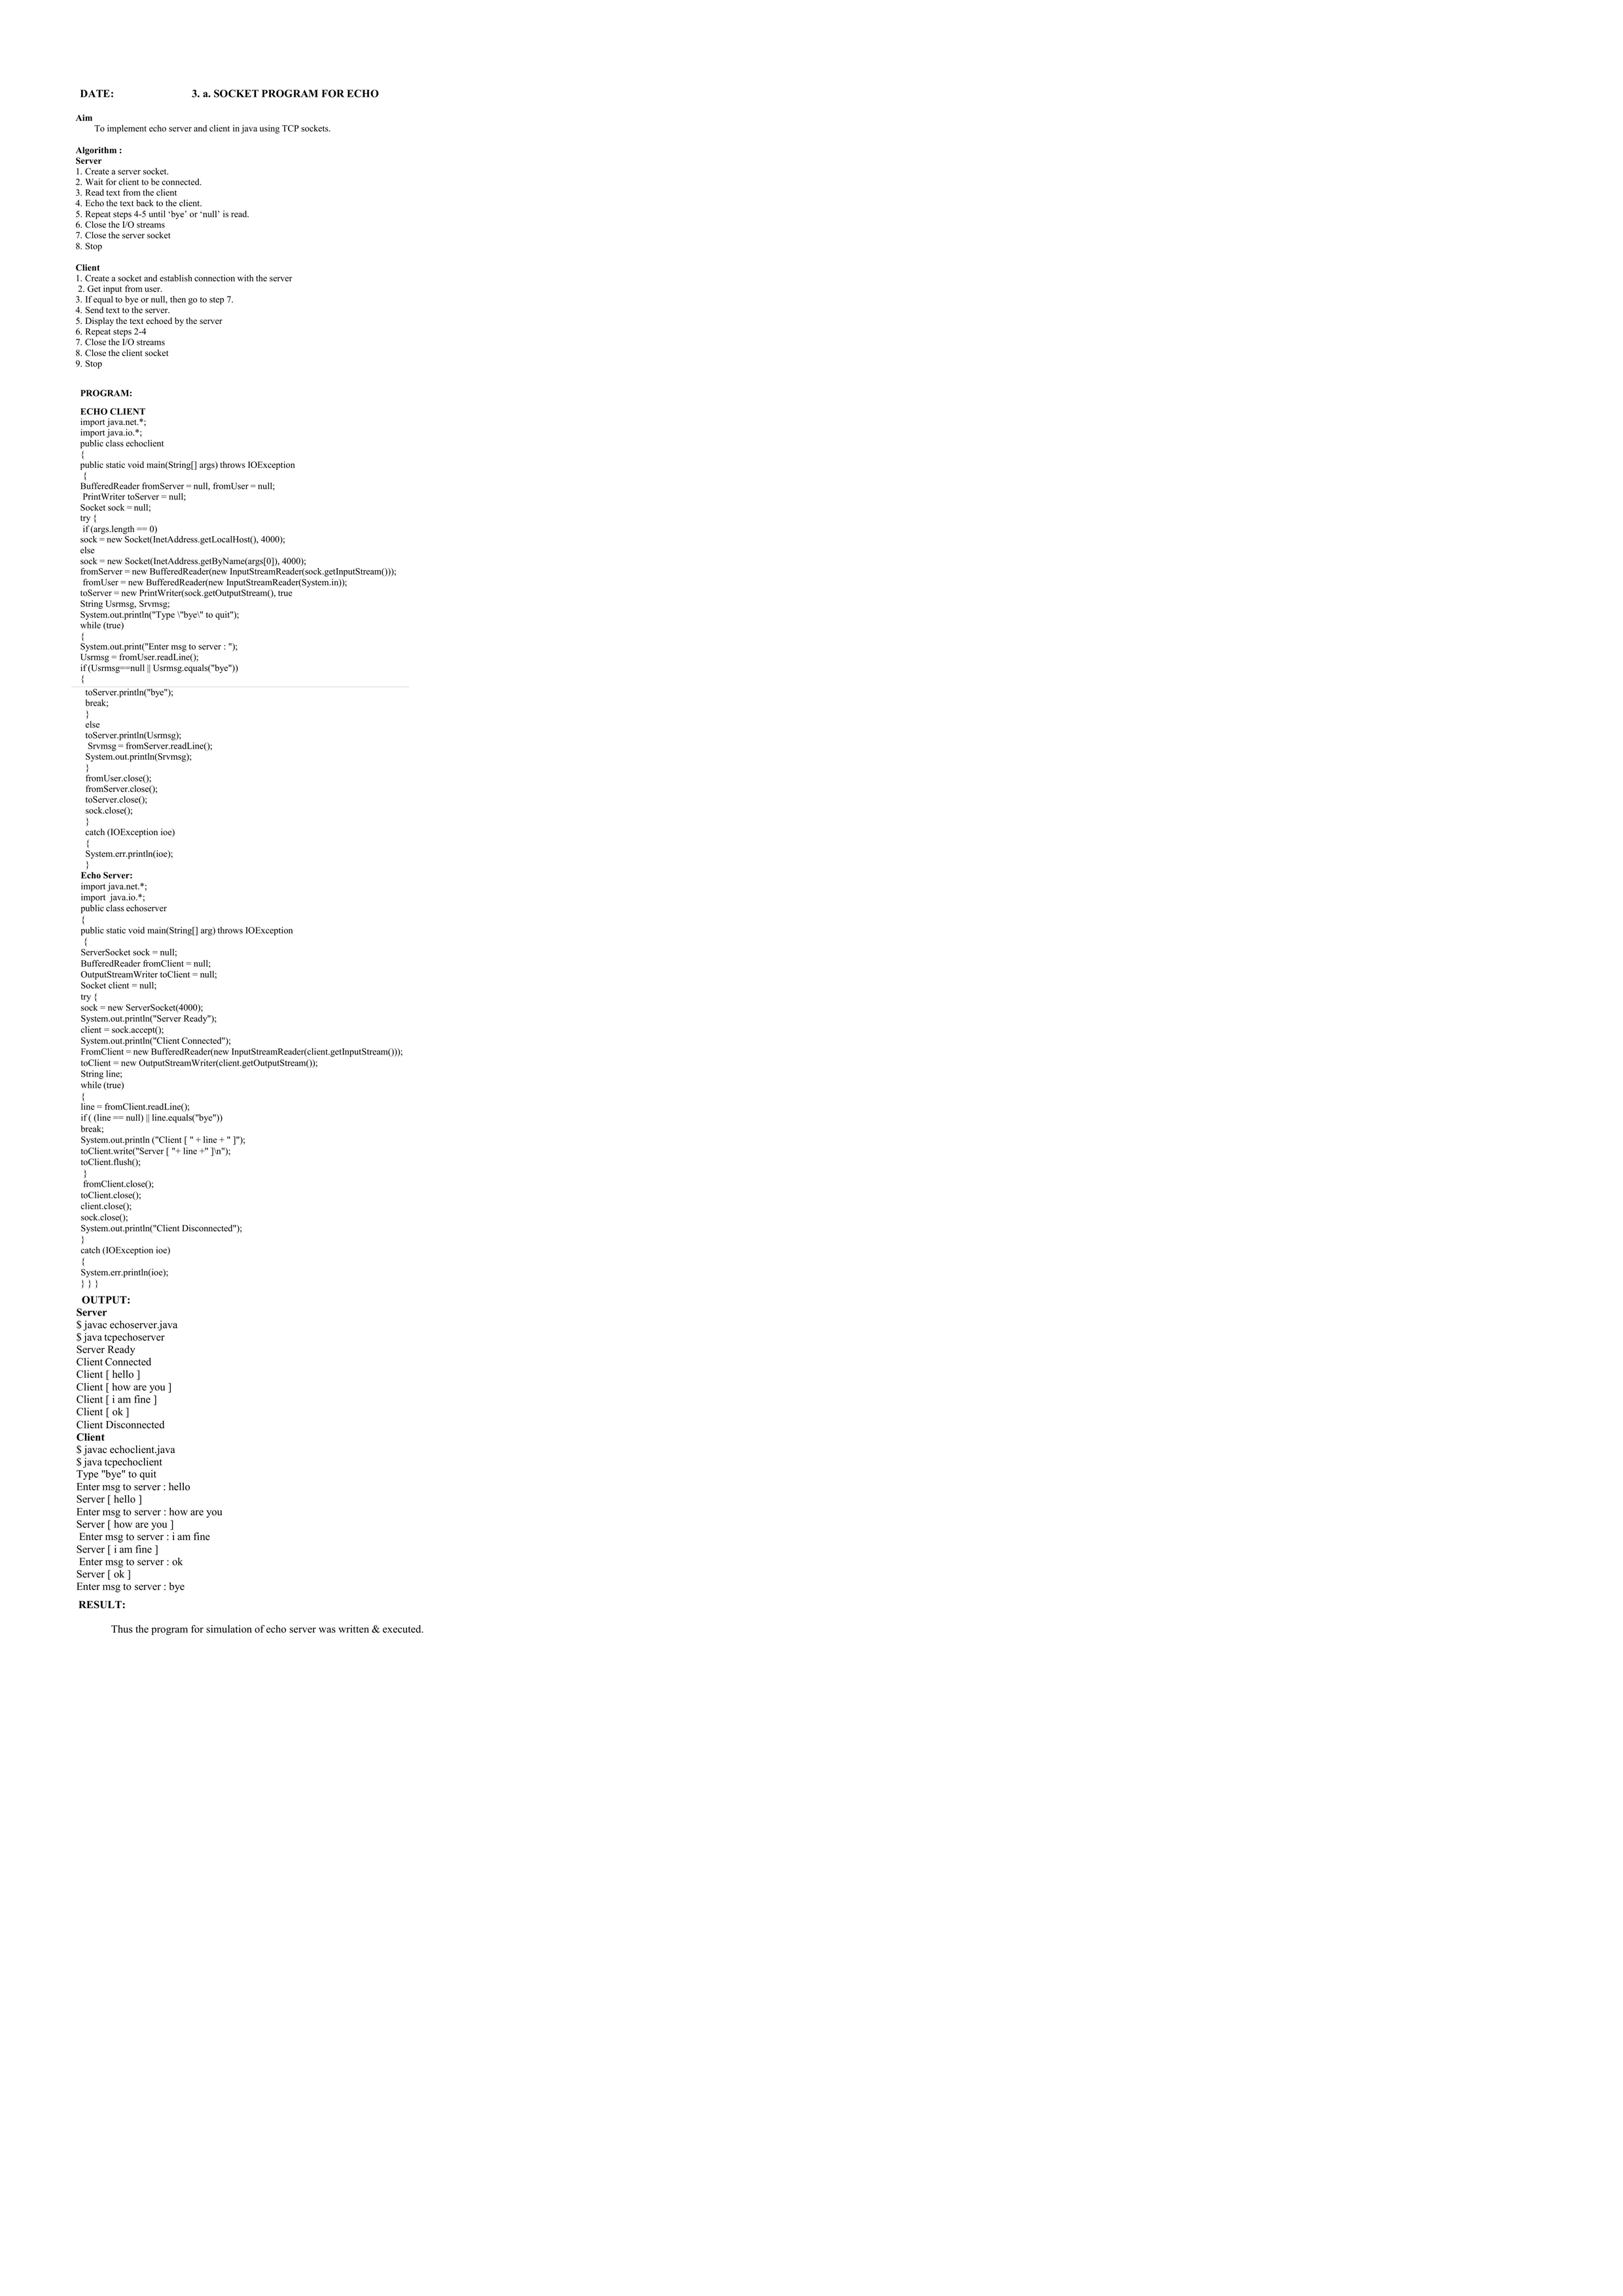 DATE: 3. a. SOCKET PROGRAM FOR ECHO
Aim
To implement echo server and client in java using TCP sockets.
Algorithm :
Server
1. Create a server socket.
2. Wait for client to be connected.
3. Read text from the client
4. Echo the text back to the client.
5. Repeat steps 4-5 until ‘bye’ or ‘null’ is read.
6. Close the I/O streams
7. Close the server socket
8. Stop
Client
1. Create a socket and establish connection with the server
2. Get input from user.
3. If equal to bye or null, then go to step 7.
4. Send text to the server.
5. Display the text echoed by the server
6. Repeat steps 2-4
7. Close the I/O streams
8. Close the client socket
9. Stop
PROGRAM:
ECHO CLIENT
import java.net.*;
import java.io.*;
public class echoclient
{
public static void main(String[] args) throws IOException
{
BufferedReader fromServer = null, fromUser = null;
PrintWriter toServer = null;
Socket sock = null;
try {
if (args.length == 0)
sock = new Socket(InetAddress.getLocalHost(), 4000);
else
sock = new Socket(InetAddress.getByName(args[0]), 4000);
fromServer = new BufferedReader(new InputStreamReader(sock.getInputStream()));
fromUser = new BufferedReader(new InputStreamReader(System.in));
toServer = new PrintWriter(sock.getOutputStream(), true
String Usrmsg, Srvmsg;
System.out.println("Type \"bye\" to quit");
while (true)
{
System.out.print("Enter msg to server : ");
Usrmsg = fromUser.readLine();
if (Usrmsg==null || Usrmsg.equals("bye"))
{
toServer.println("bye");
break;
}
else
toServer.println(Usrmsg);
Srvmsg = fromServer.readLine();
System.out.println(Srvmsg);
}
fromUser.close();
fromServer.close();
toServer.close();
sock.close();
}
catch (IOException ioe)
{
System.err.println(ioe);
}
Echo Server:
import java.net.*;
import java.io.*;
public class echoserver
{
public static void main(String[] arg) throws IOException
{
ServerSocket sock = null;
BufferedReader fromClient = null;
OutputStreamWriter toClient = null;
Socket client = null;
try {
sock = new ServerSocket(4000);
System.out.println("Server Ready");
client = sock.accept();
System.out.println("Client Connected");
FromClient = new BufferedReader(new InputStreamReader(client.getInputStream()));
toClient = new OutputStreamWriter(client.getOutputStream());
String line;
while (true)
{
line = fromClient.readLine();
if ( (line == null) || line.equals("bye"))
break;
System.out.println ("Client [ " + line + " ]");
toClient.write("Server [ "+ line +" ]\n");
toClient.flush();
}
fromClient.close();
toClient.close();
client.close();
sock.close();
System.out.println("Client Disconnected");
}
catch (IOException ioe)
{
System.err.println(ioe);
} } }
OUTPUT:
Server
$ javac echoserver.java
$ java tcpechoserver
Server Ready
Client Connected
Client [ hello ]
Client [ how are you ]
Client [ i am fine ]
Client [ ok ]
Client Disconnected
Client
$ javac echoclient.java
$ java tcpechoclient
Type "bye" to quit
Enter msg to server : hello
Server [ hello ]
Enter msg to server : how are you
Server [ how are you ]
Enter msg to server : i am fine
Server [ i am fine ]
Enter msg to server : ok
Server [ ok ]
Enter msg to server : bye
RESULT:
Thus the program for simulation of echo server was written & executed.